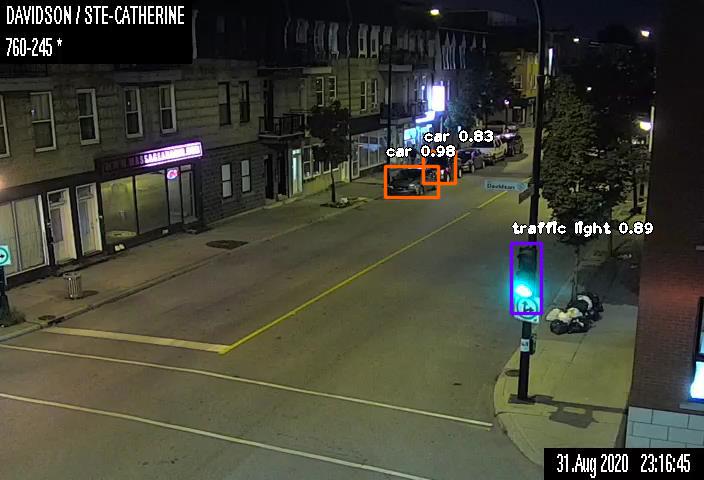 DAVIDSON / STE-CATHERINE
760-245 *
car 0.83
car 0.98
Davidson
traffic light 0.89
31.Aug 2020 23:16:45